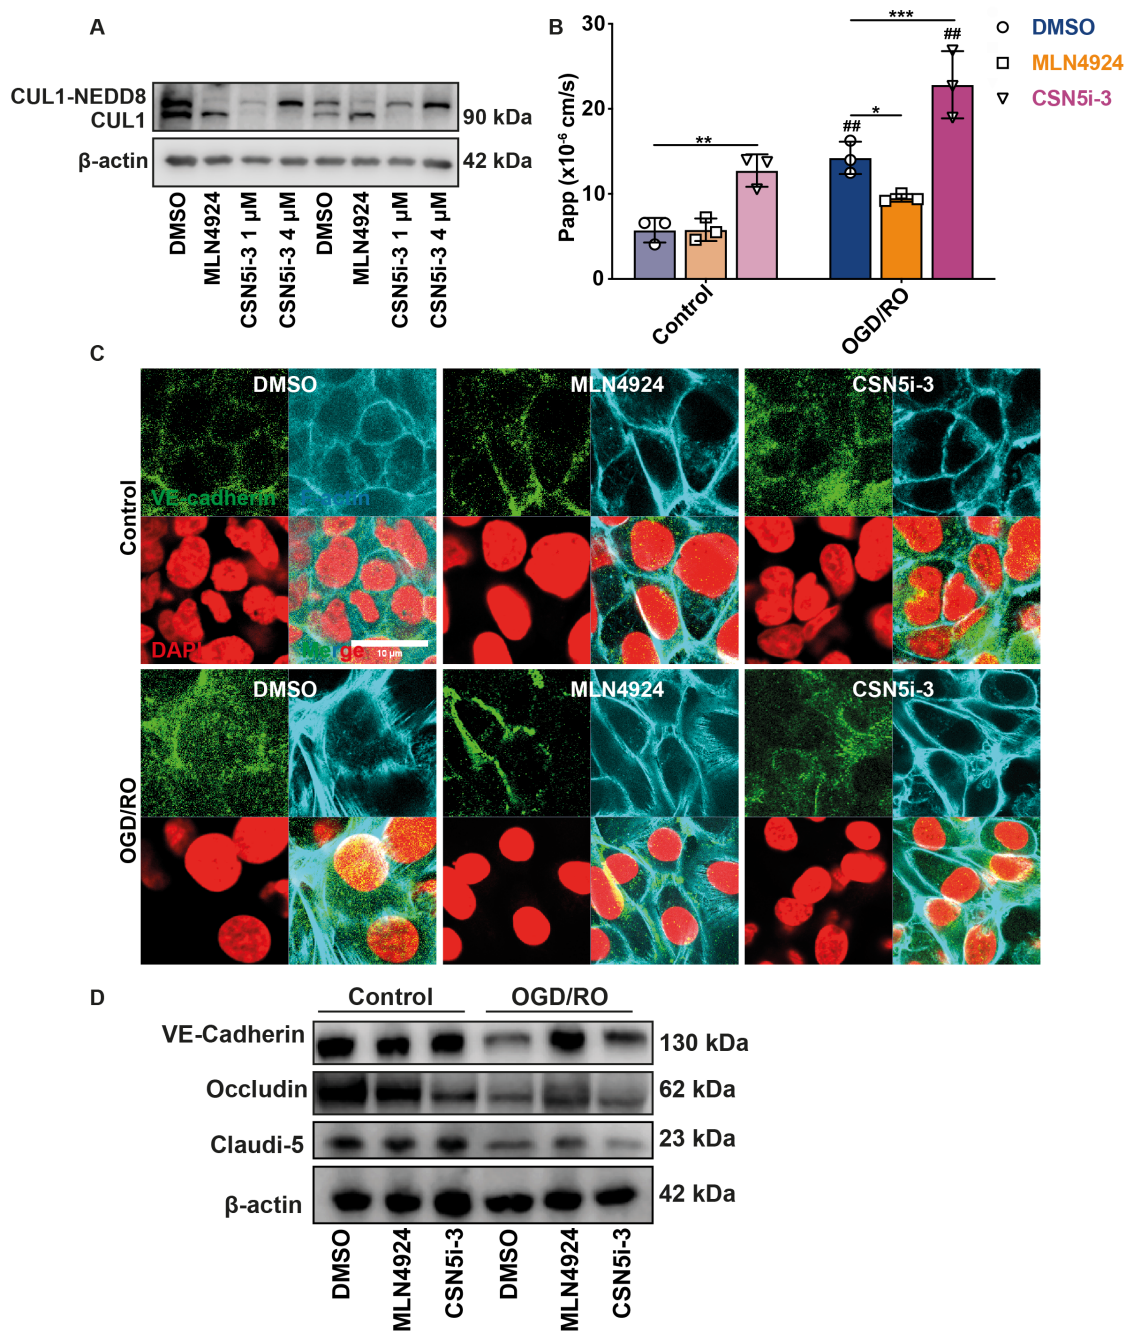 A
CUL1-NEDD8
CUL1
90 kDa
β-actin
42 kDa
DMSO
MLN4924
CSN5i-3 1 μM
CSN5i-3 4 μM
DMSO
MLN4924
CSN5i-3 1 μM
CSN5i-3 4 μM
B
Papp (x10-6 cm/s)
30
20
10
0
**
##
*
***
##
Control
OGD/RO
DMSO
MLN4924
CSN5i-3
C
Control
DMSO
MLN4924
CSN5i-3
VE-cadherin
F-actin
DAPI
Merge
10 μm
OGD/RO
DMSO
MLN4924
CSN5i-3
D
Control
OGD/RO
VE-Cadherin
130 kDa
Occludin
62 kDa
Claudi-5
23 kDa
β-actin
42 kDa
DMSO
MLN4924
CSN5i-3
DMSO
MLN4924
CSN5i-3